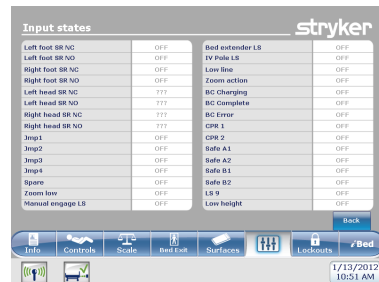 Input states
stryker
Left foot SR NC OFF
Left foot SR NO OFF
Right foot SR NC OFF
Right foot SR NO OFF
Left head SR NC ???
Left head SR NO ???
Right head SR NC ???
Right head SR NO ???
Jmp1 OFF
Jmp2 OFF
Jmp3 OFF
Jmp4 OFF
Spare OFF
Zoom low OFF
Manual engage LS OFF
Bed extender LS OFF
IV Pole LS OFF
Low line OFF
Zoom action OFF
BC Charging OFF
BC Complete OFF
BC Error OFF
CPR 1 OFF
CPR 2 OFF
Safe A1 OFF
Safe A2 OFF
Safe B1 OFF
Safe B2 OFF
LS 9 OFF
Low height OFF
Back
Info Controls Scale Bed Exit Surfaces Lockouts iBed
1/13/2012
10:51 AM